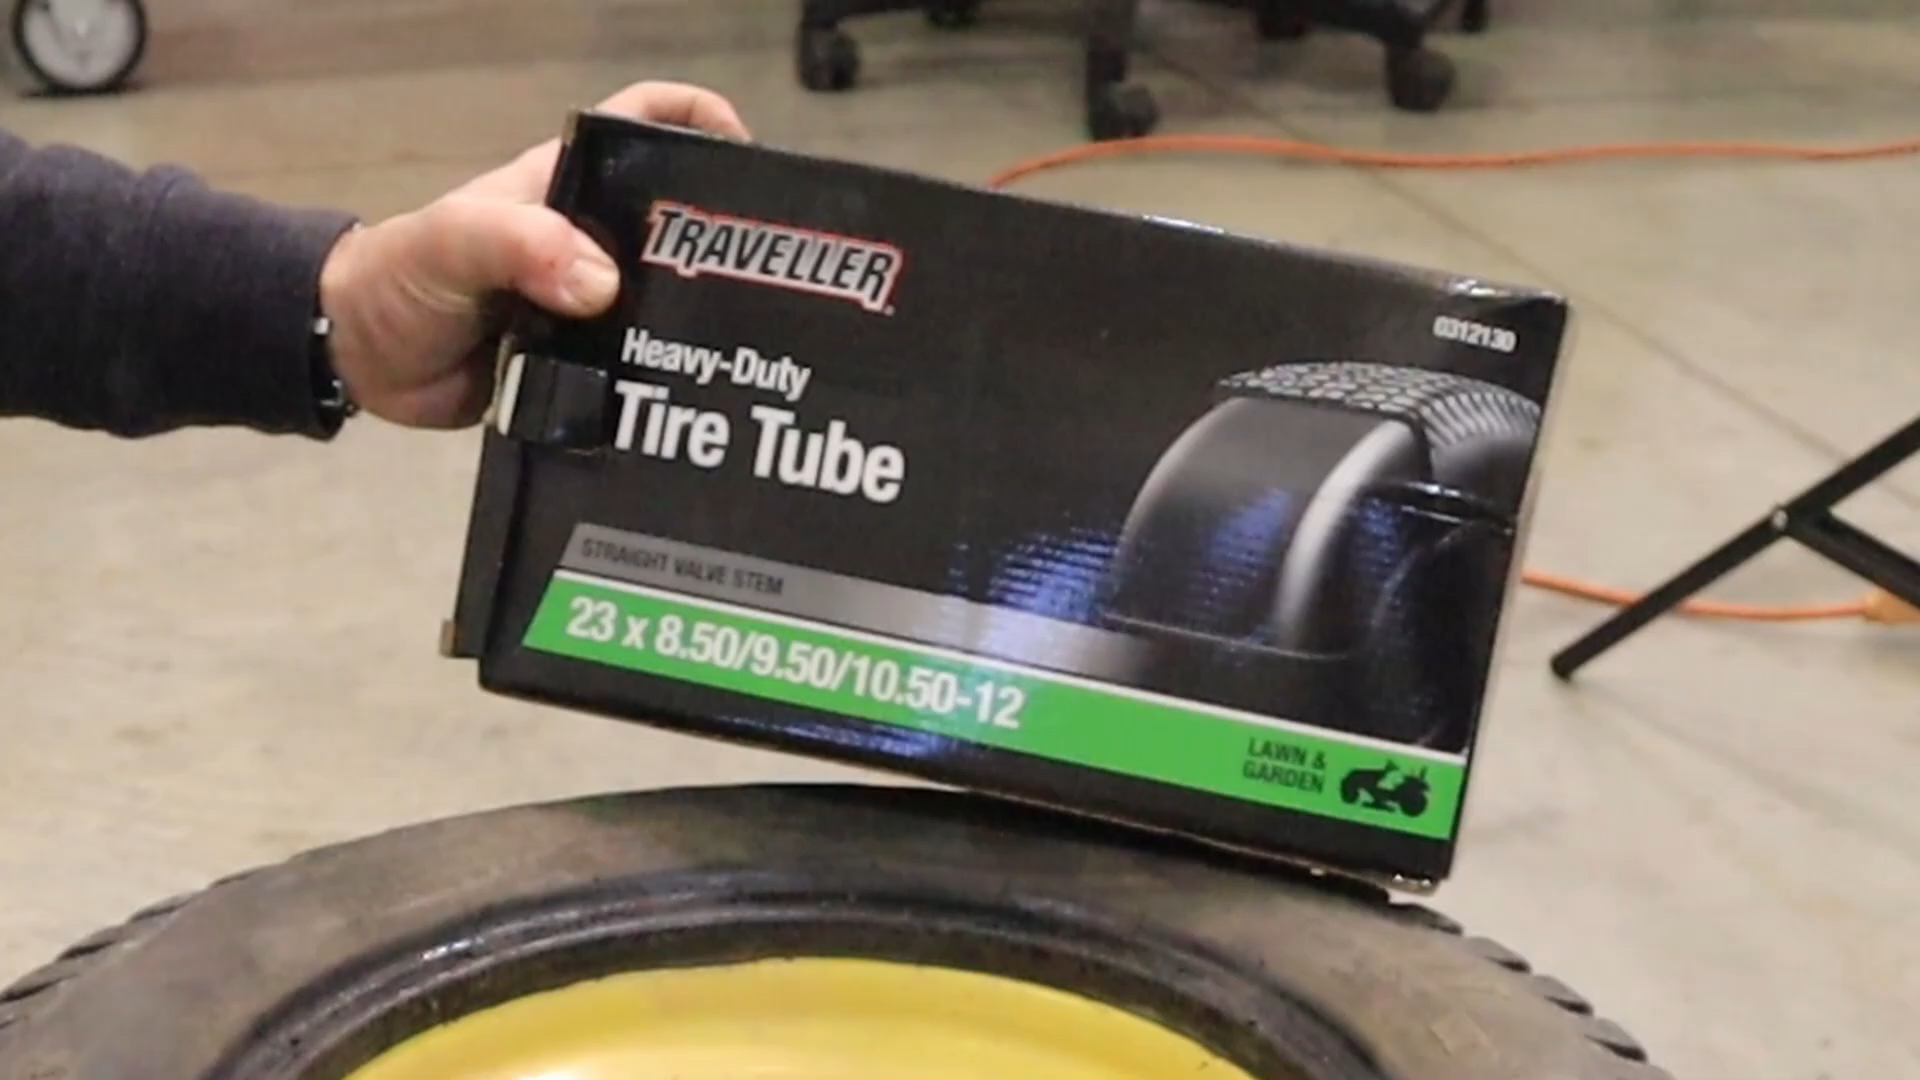 TRAVELLER
0312130
Heavy-Duty
Tire Tube
STRAIGHT VALVE STEM
23 x 8.50/9.50/10.50-12
LAWN &
GARDEN